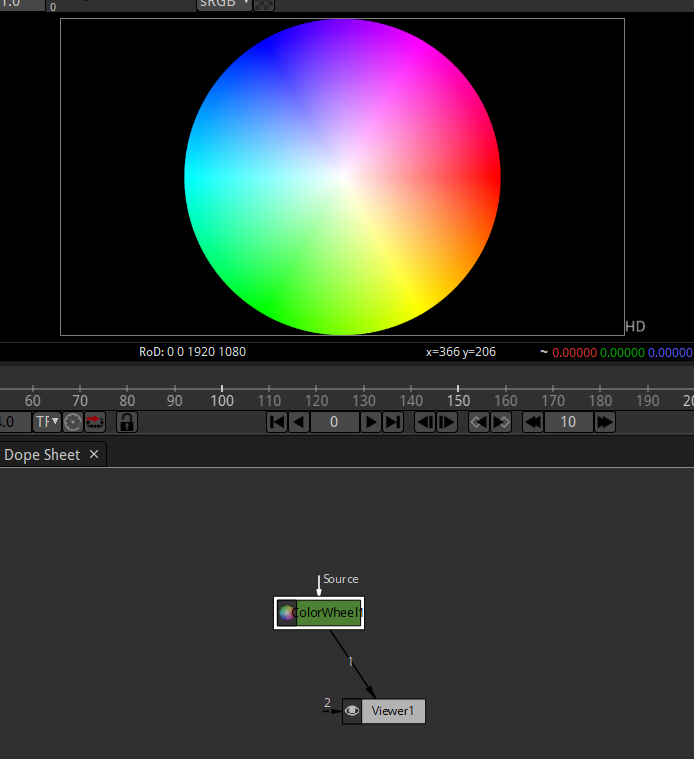 1.0
0
sRGB
HD
RoD: 0 0 1920 1080
x=366 y=206
~ 0.00000 0.00000 0.00000
60 70 80 90 100 110 120 130 140 150 160 170 180 190 20
.0
TF
0
10
Dope Sheet ×
Source
ColorWheel1
1
2
Viewer1